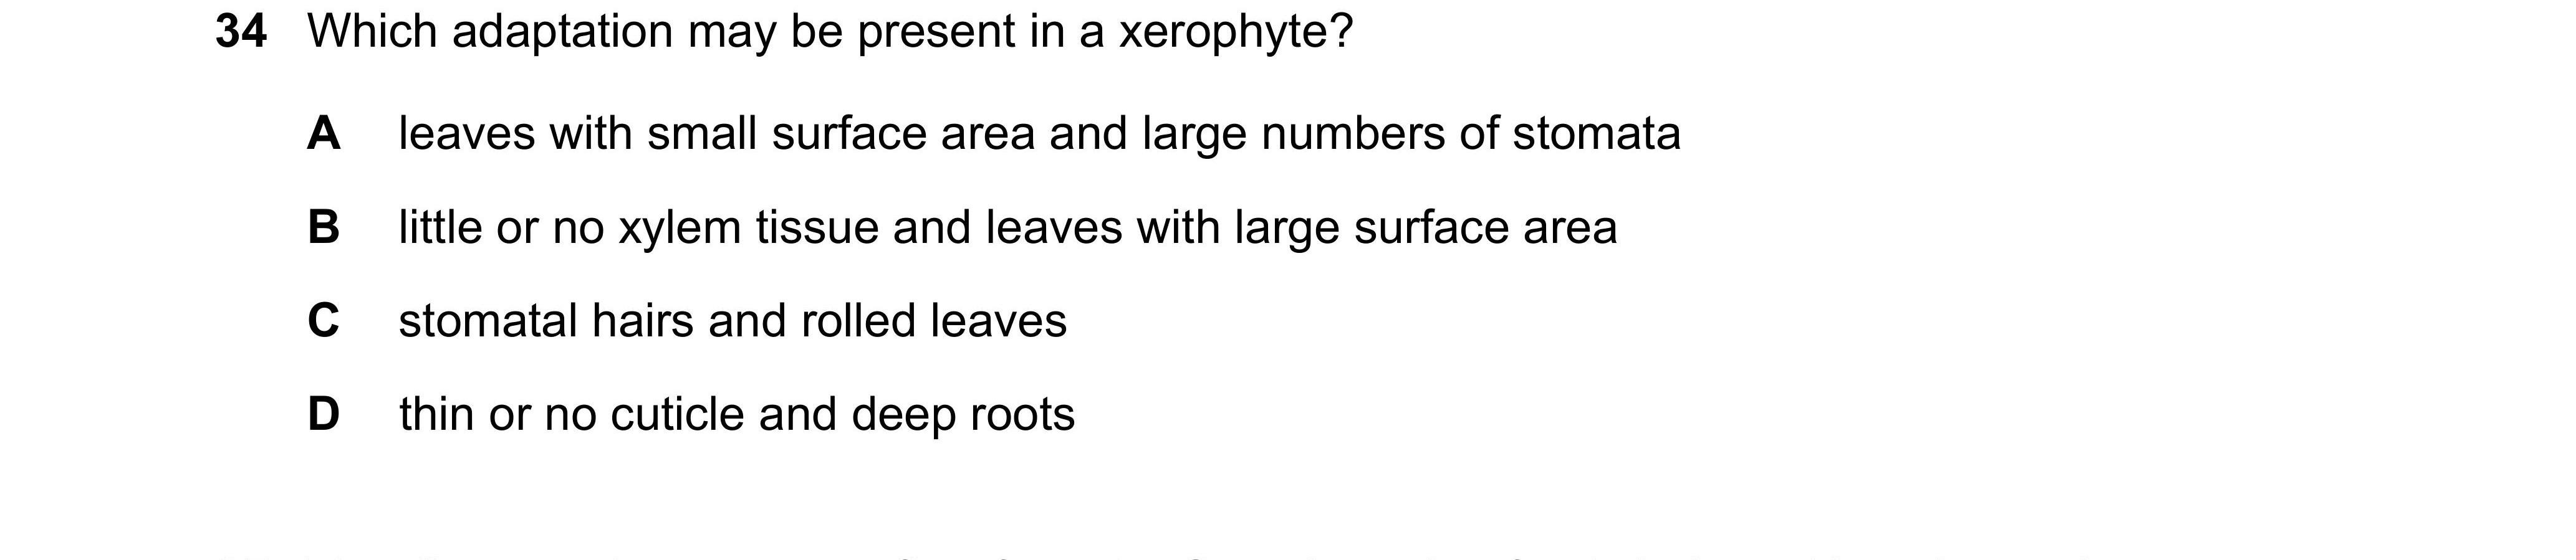 34 Which adaptation may be present in a xerophyte?
A leaves with small surface area and large numbers of stomata
B little or no xylem tissue and leaves with large surface area
C stomatal hairs and rolled leaves
D thin or no cuticle and deep roots